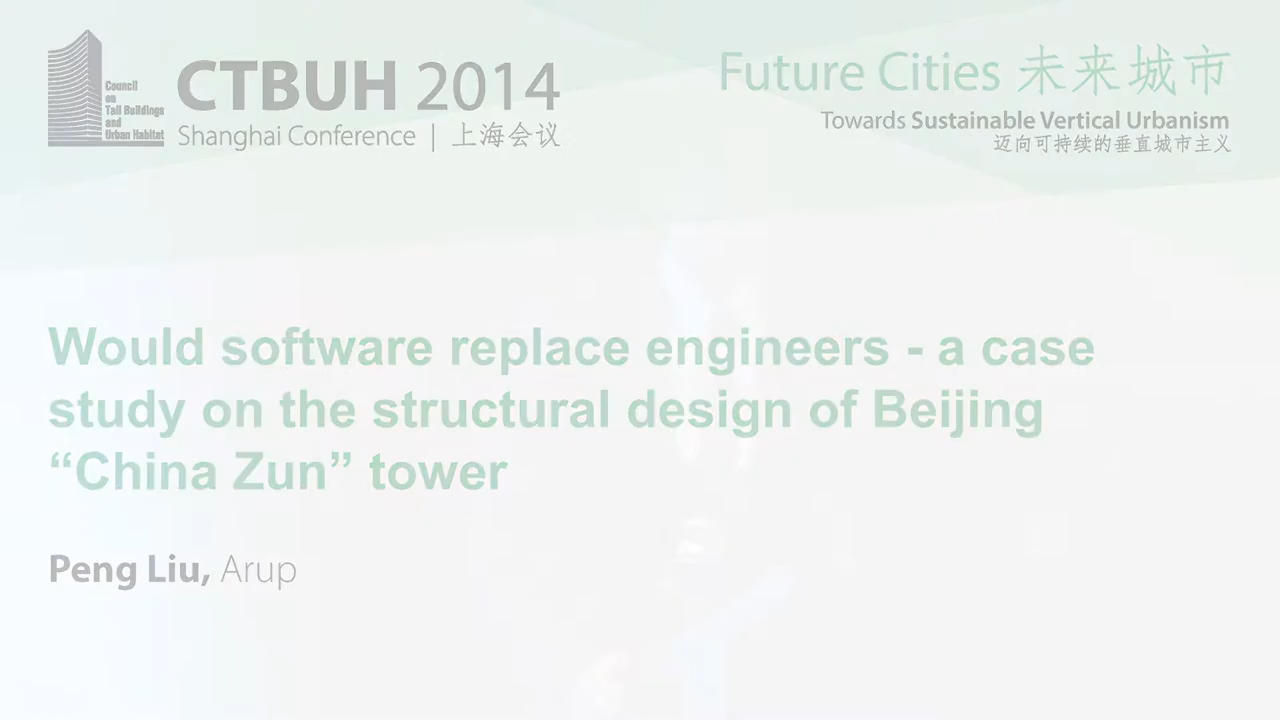 Council
on
Tall Buildings
and
Urban Habitat
CTBUH 2014
Shanghai Conference | 上海会议
Future Cities 未来城市
Towards Sustainable Vertical Urbanism
迈向可持续的垂直城市主义
Would software replace engineers - a case
study on the structural design of Beijing
“China Zun” tower
Peng Liu, Arup